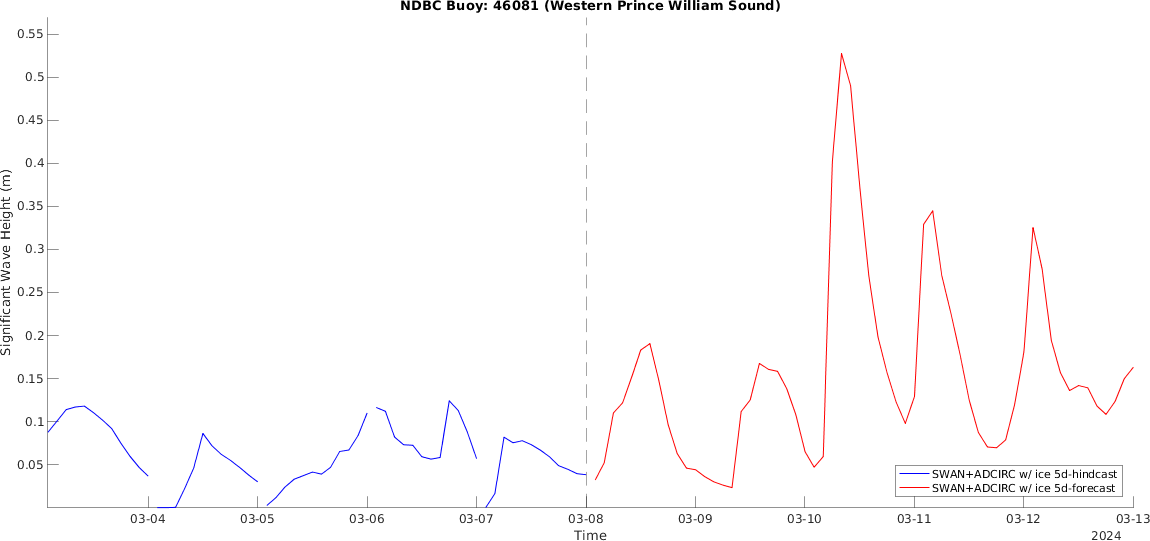 NDBC Buoy: 46081 (Western Prince William Sound)
Significant Wave Height (m)
0.55
0.5
0.45
0.4
0.35
0.3
0.25
0.2
0.15
0.1
0.05
SWAN+ADCIRC w/ ice 5d-hindcast
SWAN+ADCIRC w/ ice 5d-forecast
03-04 03-05 03-06 03-07 03-08 03-09 03-10 03-11 03-12 03-13
Time
2024